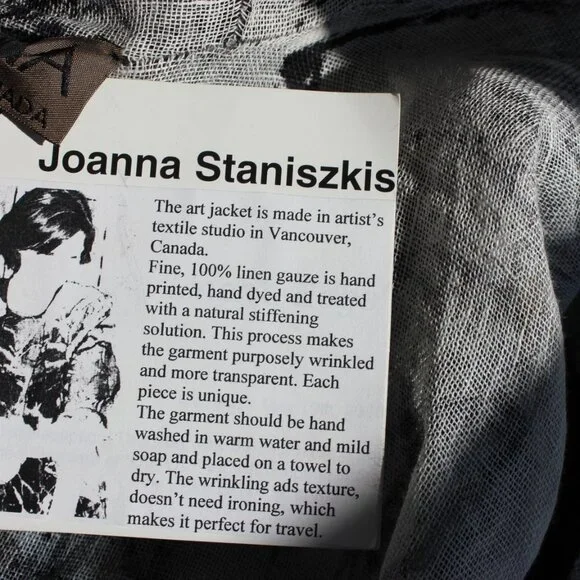 Joanna Staniszkis
The art jacket is made in artist's
textile studio in Vancouver,
Canada.
Fine, 100% linen gauze is hand
printed, hand dyed and treated
with a natural stiffening
solution. This process makes
the garment purposely wrinkled
and more transparent. Each
piece is unique.
The garment should be hand
washed in warm water and mild
soap and placed on a towel to
dry. The wrinkling ads texture,
doesn't need ironing, which
makes it perfect for travel.